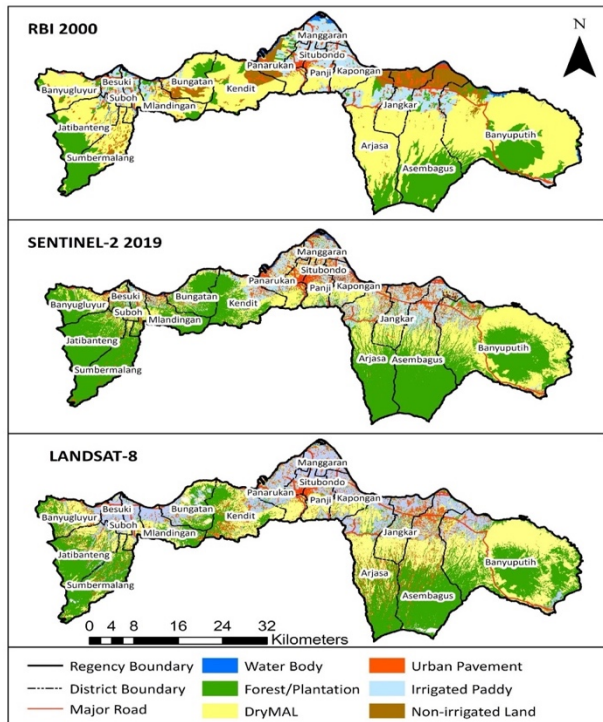 RBI 2000
N
Manggaran
Situbondo
Panarukan
Panji Kapongan
Besuki
Bungatan
Banyugluyur
Suboh
Kendit
Mlandingan
Jatibanteng
Sumbermalang
Jangkar
Banyuputih
Arjasa
Asembagus
SENTINEL-2 2019
Manggaran
Situbondo
Panarukan
Panji Kapongan
Besuki
Bungatan
Banyugluyur
Kendit
Suboh
Mlandingan
Jatibanteng
Sumbermalang
Jangkar
Banyuputih
Arjasa
Asembagus
LANDSAT-8
Manggaran
Situbondo
Panarukan
Panji
Kapongan
Besuki
Bungatan
Banyugluyur
Suboh
Kendit
Mlandingan
Jatibanteng
Sumbermalang
Jangkar
Banyuputih
Arjasa
Asembagus
0 4 8 16 24 32
Kilometers
Regency Boundary Water Body Urban Pavement
District Boundary Forest/Plantation Irrigated Paddy
Major Road DryMAL Non-irrigated Land